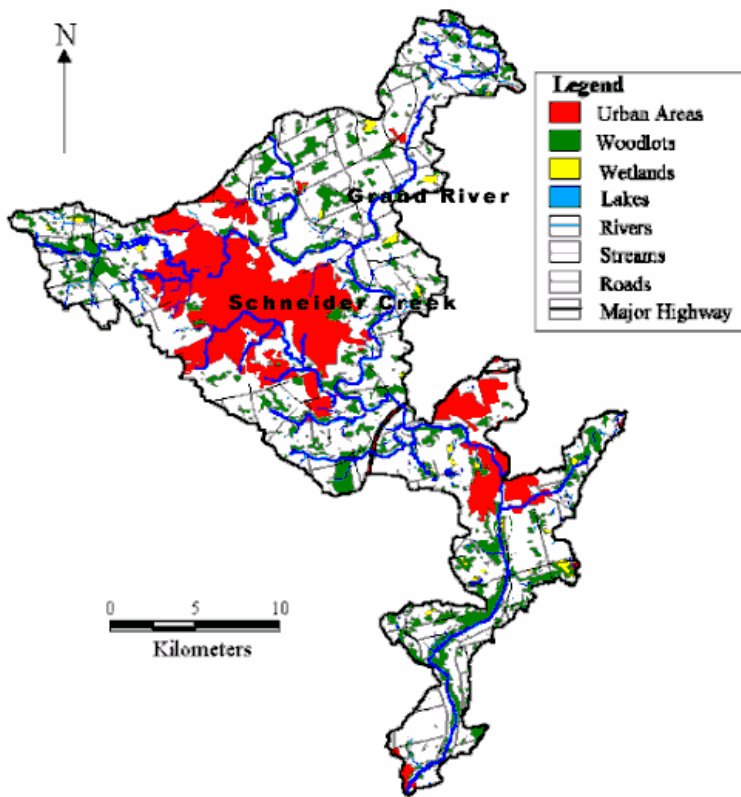 N
Legend
Urban Areas
Woodlots
Wetlands
Lakes
Rivers
Streams
Roads
Major Highway
Grand River
Schneider Creek
0 5 10
Kilometers